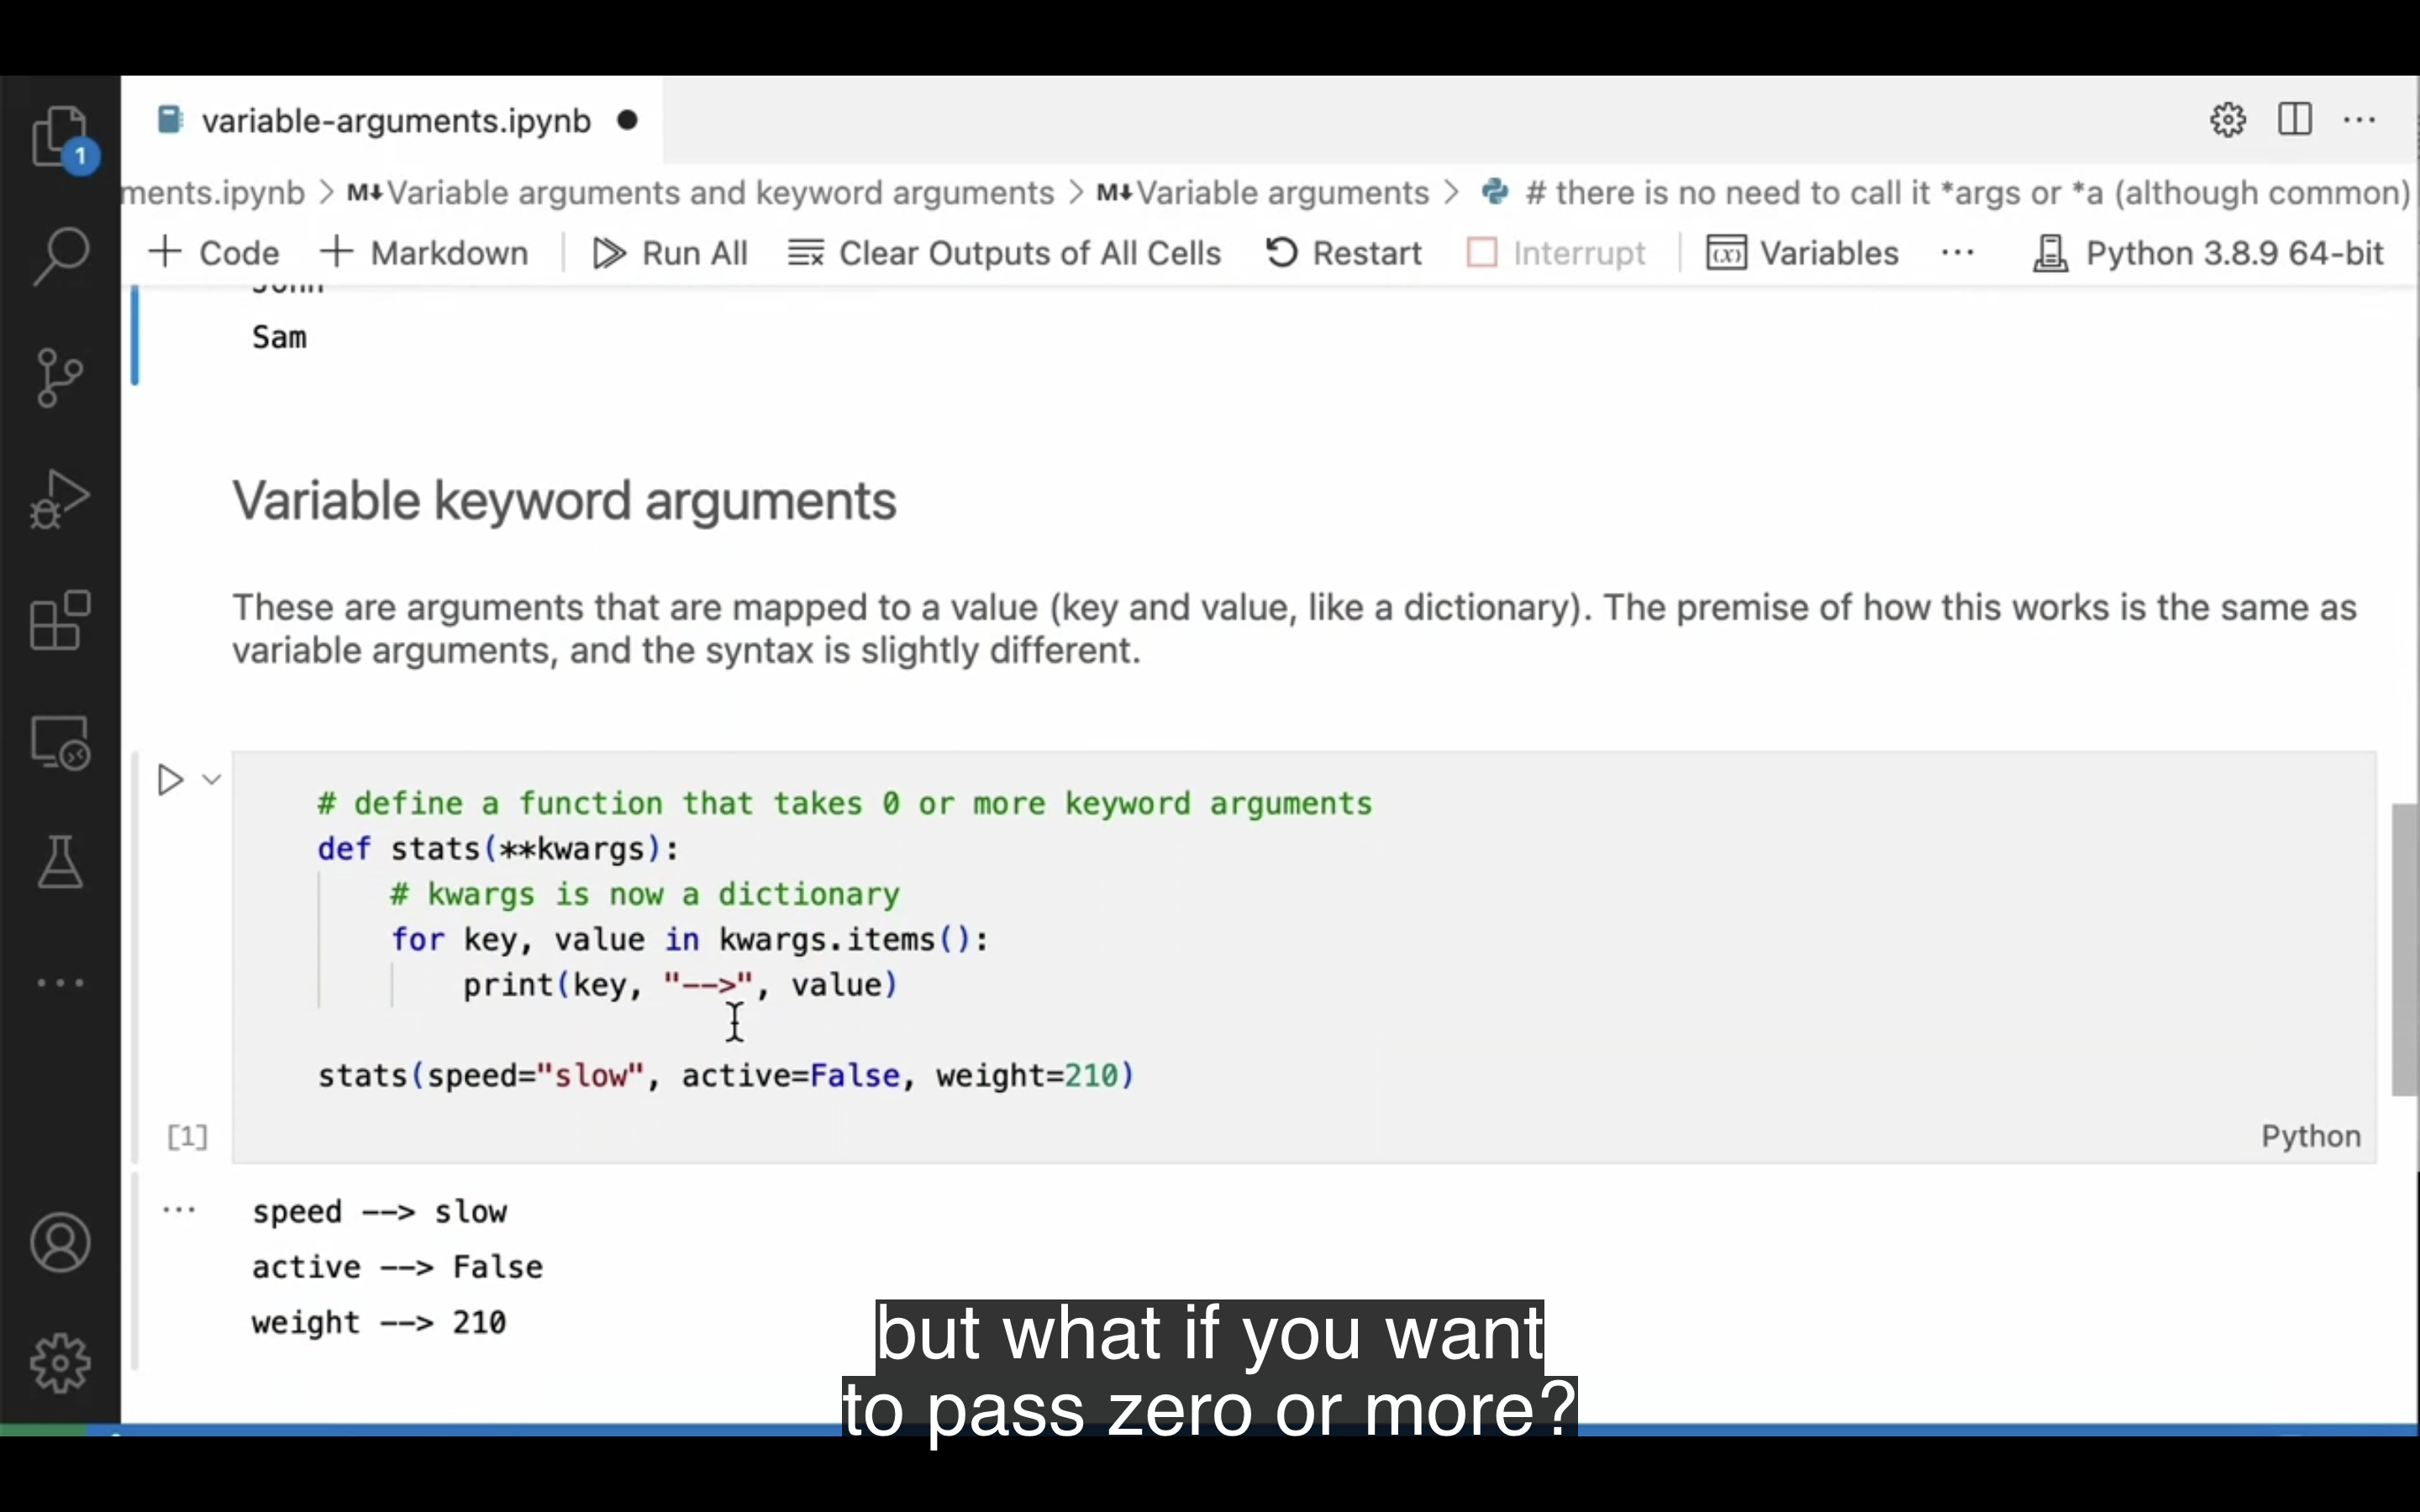 variable-arguments.ipynb
1
ments.ipynb > M↓Variable arguments and keyword arguments > M↓Variable arguments > # there is no need to call it *args or *a (although common)
+ Code + Markdown Run All Clear Outputs of All Cells Restart Interrupt (x) Variables ... Python 3.8.9 64-bit
Sam
Variable keyword arguments
These are arguments that are mapped to a value (key and value, like a dictionary). The premise of how this works is the same as
variable arguments, and the syntax is slightly different.
# define a function that takes 0 or more keyword arguments
def stats(**kwargs):
    # kwargs is now a dictionary
    for key, value in kwargs.items():
        print(key, "-->", value)
stats(speed="slow", active=False, weight=210)
[1]
Python
speed --> slow
active --> False
weight --> 210
but what if you want
to pass zero or more?